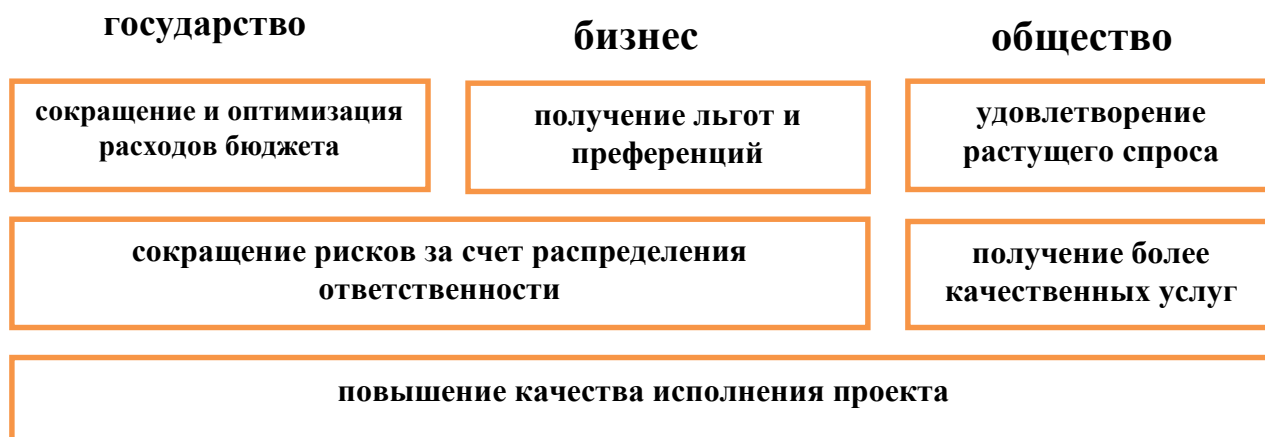 государство
бизнес
общество
сокращение и оптимизация
расходов бюджета
получение льгот и
преференций
удовлетворение
растущего спроса
сокращение рисков за счет распределения
ответственности
получение более
качественных услуг
повышение качества исполнения проекта